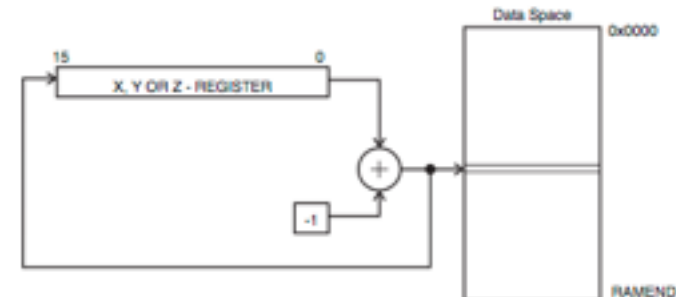 Data Space
0x0000
15
0
X, Y OR Z - REGISTER
+
-1
RAMEND